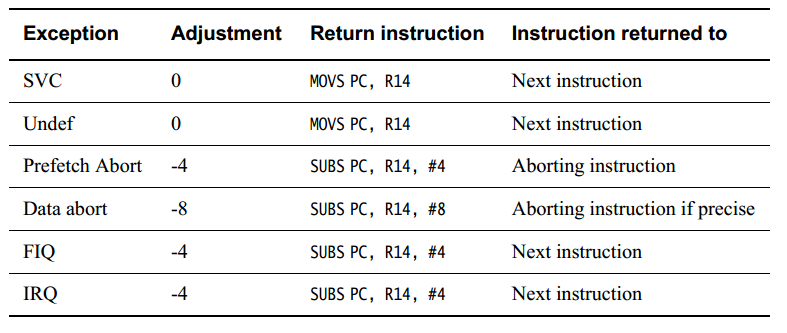 Exception Adjustment Return instruction Instruction returned to
SVC 0 MOVS PC, R14 Next instruction
Undef 0 MOVS PC, R14 Next instruction
Prefetch Abort -4 SUBS PC, R14, #4 Aborting instruction
Data abort -8 SUBS PC, R14, #8 Aborting instruction if precise
FIQ -4 SUBS PC, R14, #4 Next instruction
IRQ -4 SUBS PC, R14, #4 Next instruction